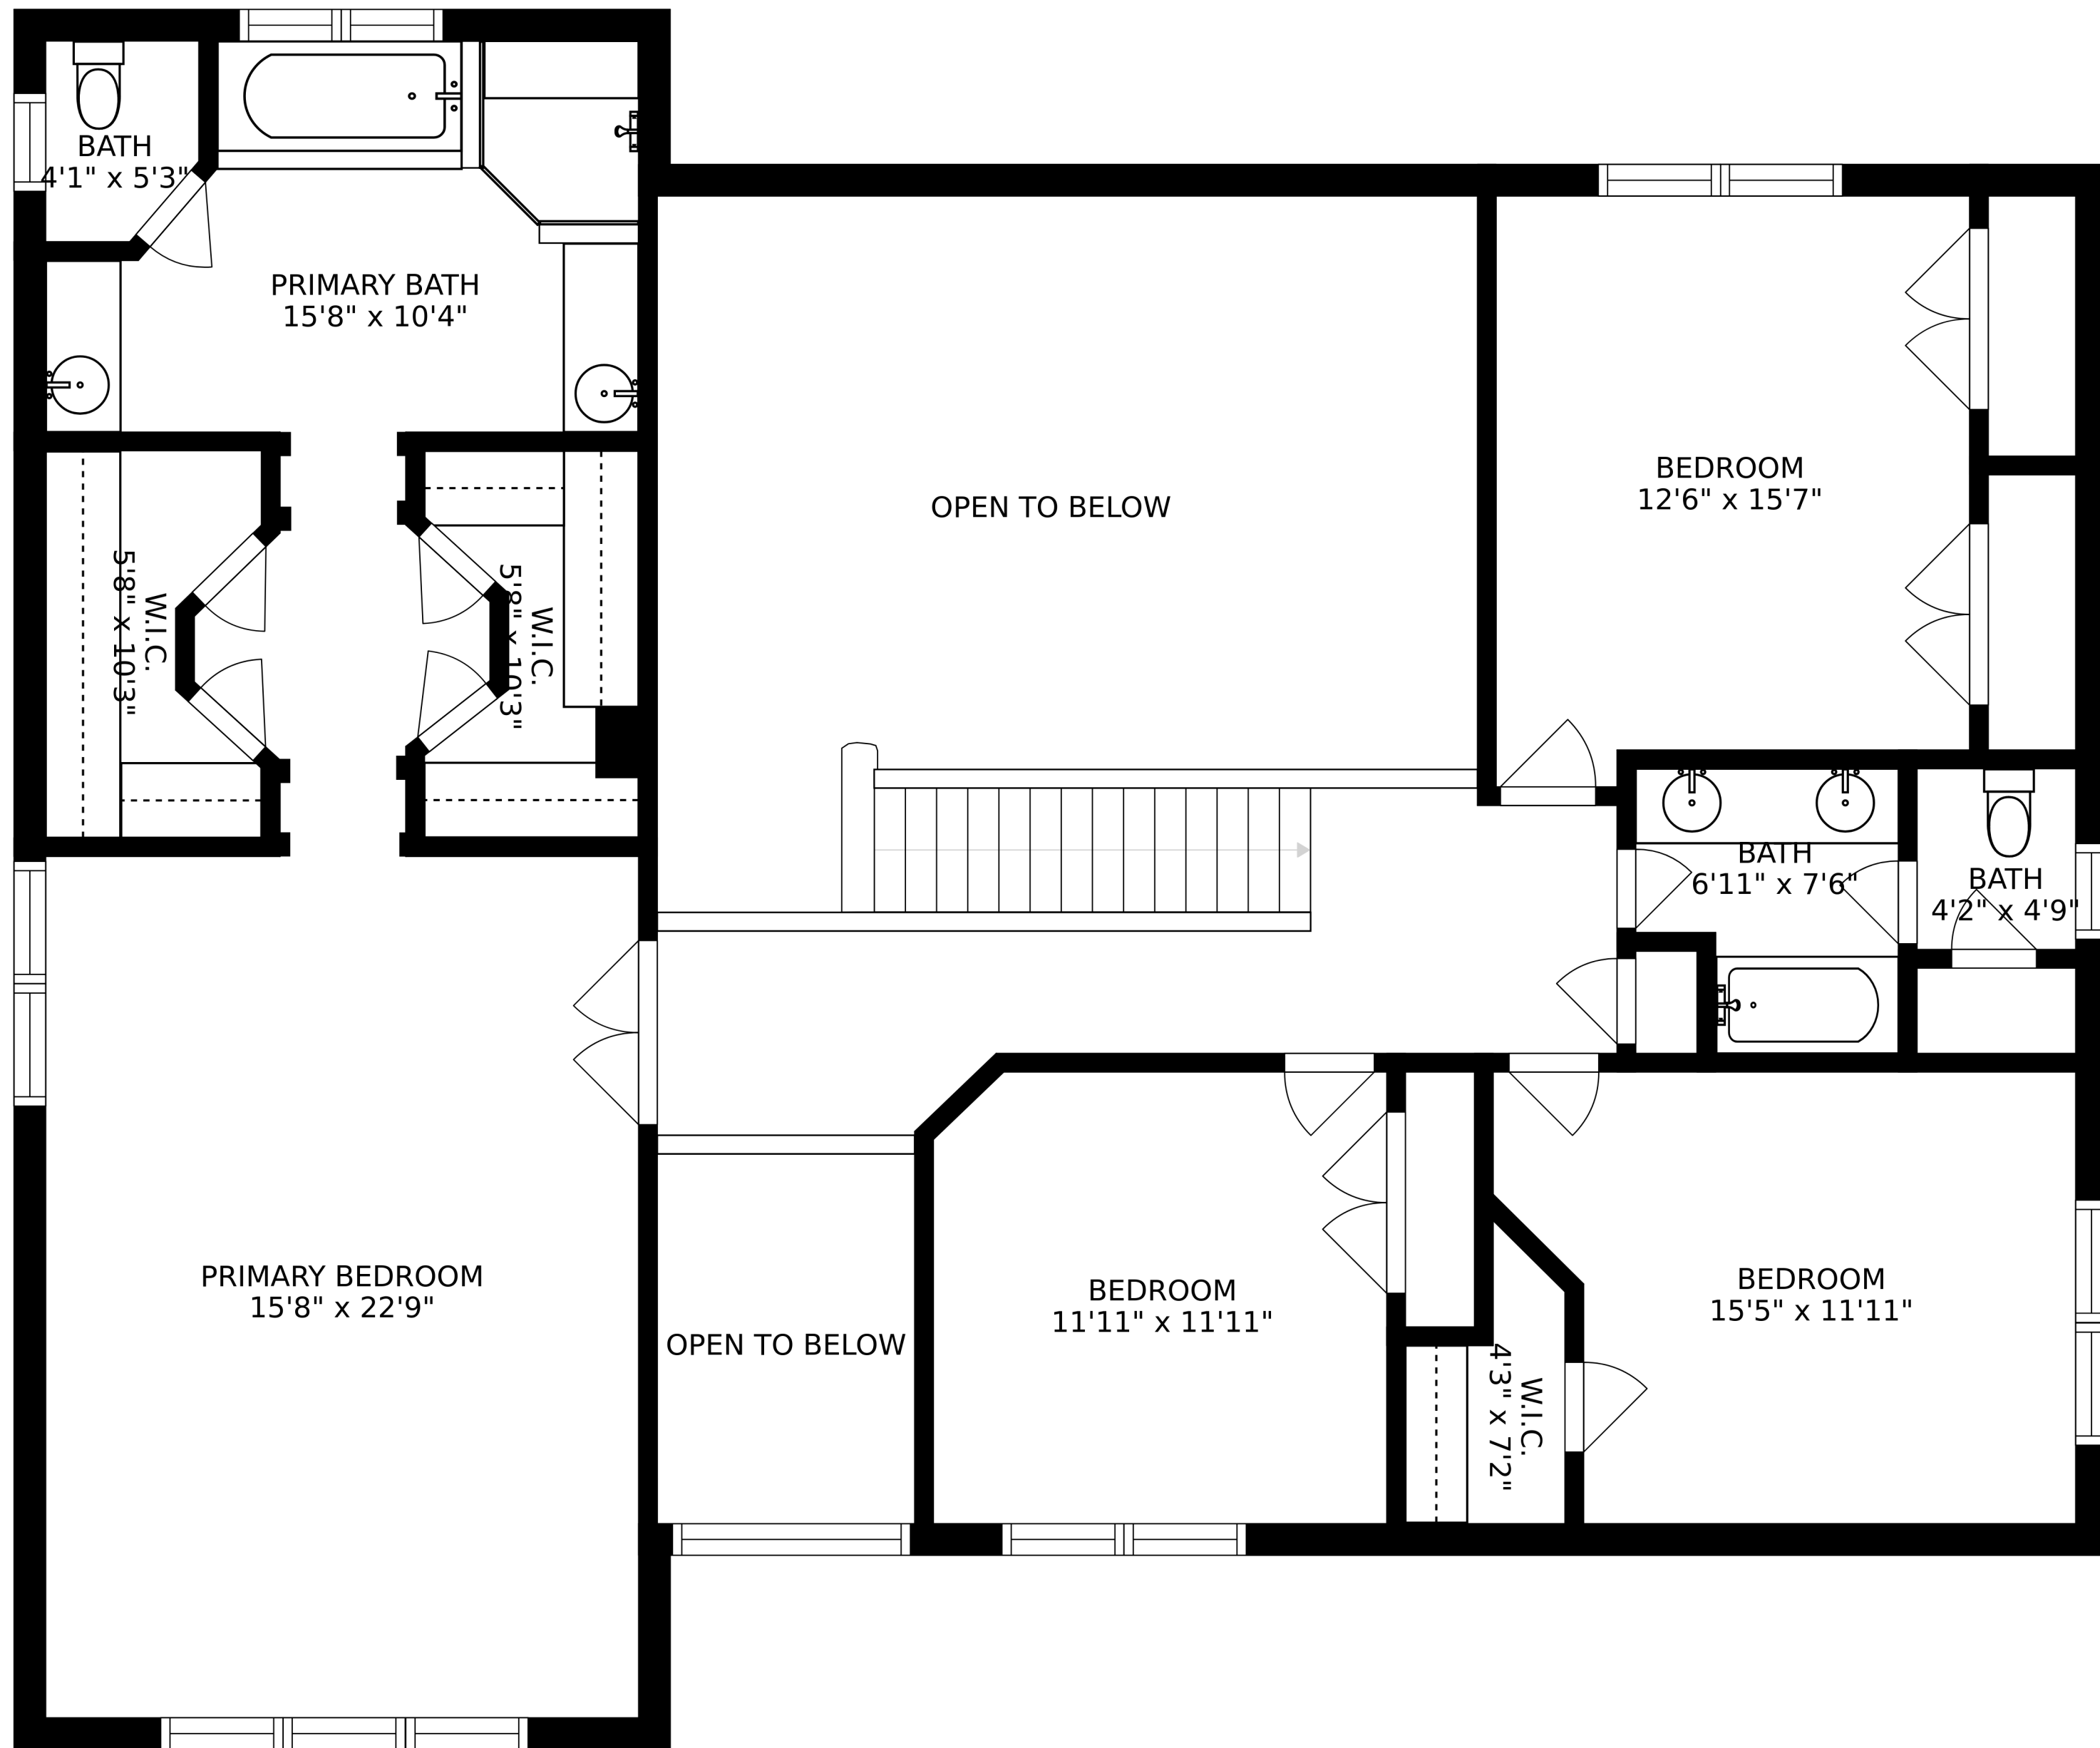 BATH
4'1" x 5'3"
PRIMARY BATH
15'8" x 10'4"
OPEN TO BELOW
BEDROOM
12'6" x 15'7"
W.I.C.
5'8" x 10'3"
W.I.C.
5'8" x 10'3"
BATH
6'11" x 7'6"
BATH
4'2" x 4'9"
PRIMARY BEDROOM
15'8" x 22'9"
OPEN TO BELOW
BEDROOM
11'11" x 11'11"
W.I.C.
4'3" x 7'2"
BEDROOM
15'5" x 11'11"